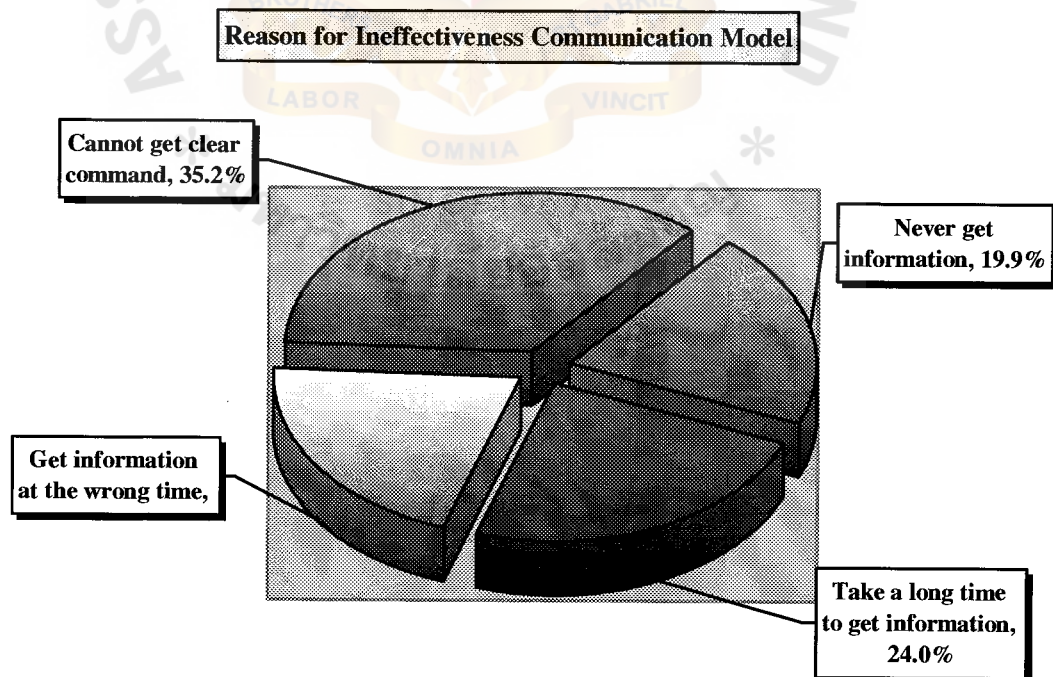 Reason for Ineffectiveness Communication Model
LABOR
VINCIT
OMNIA
Cannot get clear
command, 35.2%
Never get
information, 19.9%
Get information
at the wrong time,
Take a long time
to get information,
24.0%